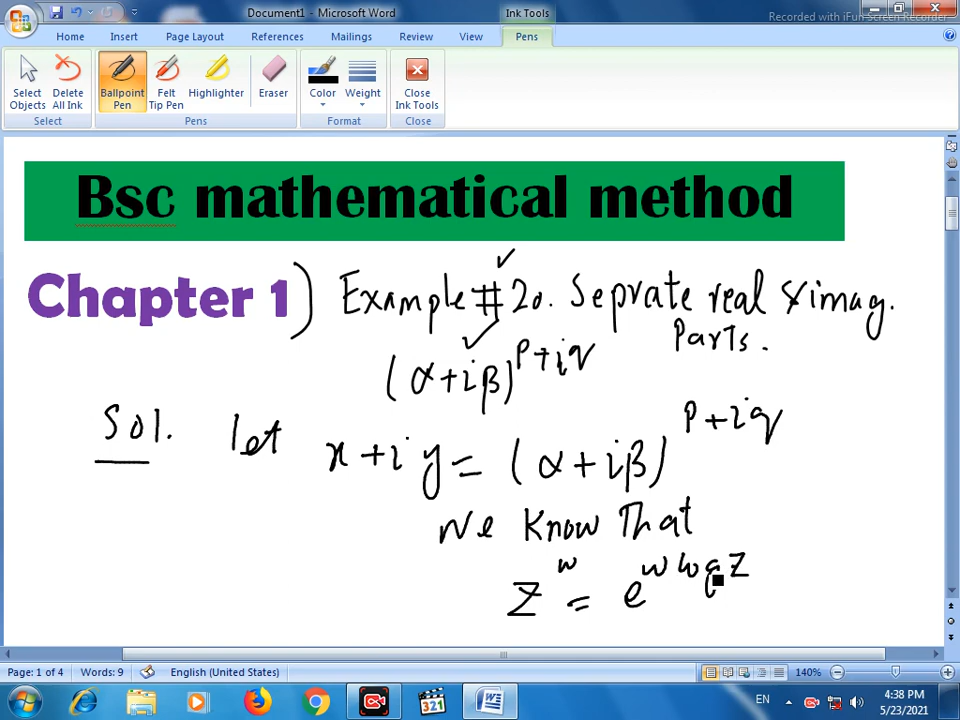 Document1 - Microsoft Word
Ink Tools
Recorded with iFun Screen Recorder
Home Insert Page Layout References Mailings Review View Pens
Select Objects
Delete All Ink
Ballpoint Pen
Felt Tip Pen
Highlighter
Eraser
Color
Weight
Close Ink Tools
Select Pens Format Close
Bsc mathematical method
Chapter 1) Example # 20. Seprate real & imag.
Parts.
(α+iβ)^{p+iq}
Sol. let x+iy = (α+iβ)^{p+iq}
We Know That
Z^w = e^{w log Z}
Page: 1 of 4 Words: 9 English (United States) 140%
321
EN 4:38 PM
5/23/2021